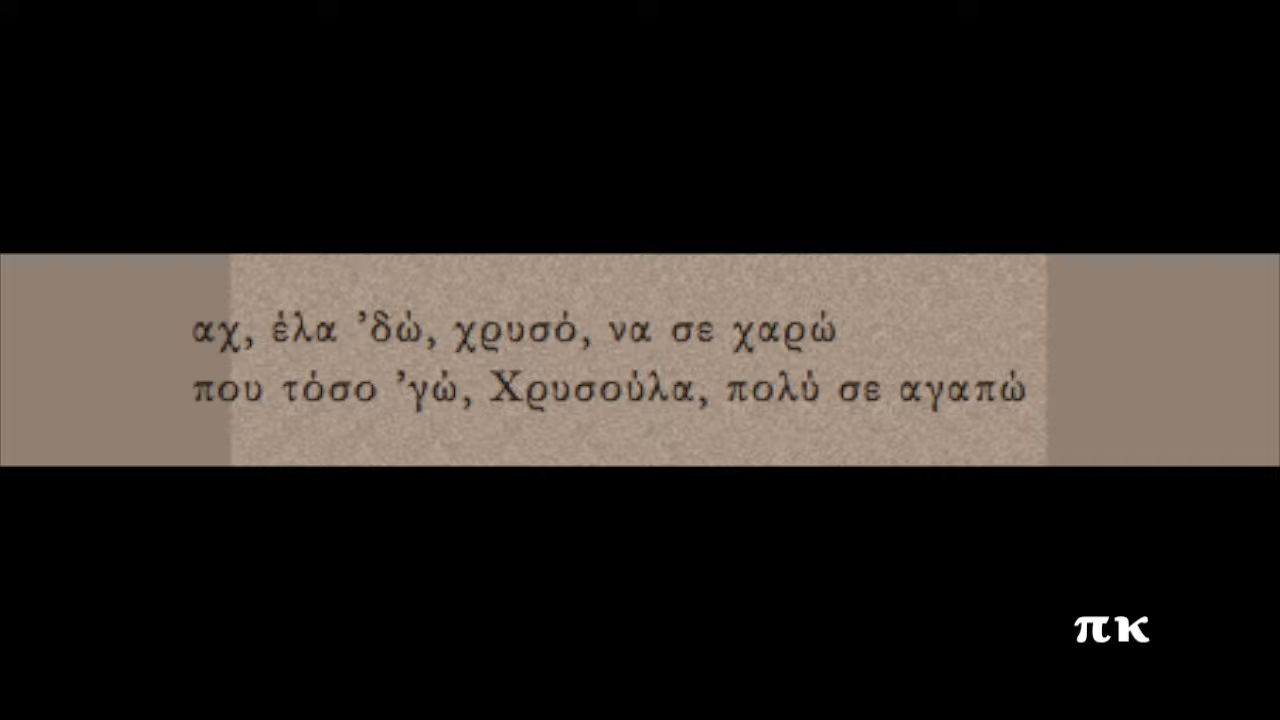 αχ, έλα ’δώ, χρυσό, να σε χαρώ
που τόσο ’γώ, Χρυσούλα, πολύ σε αγαπώ
πκ